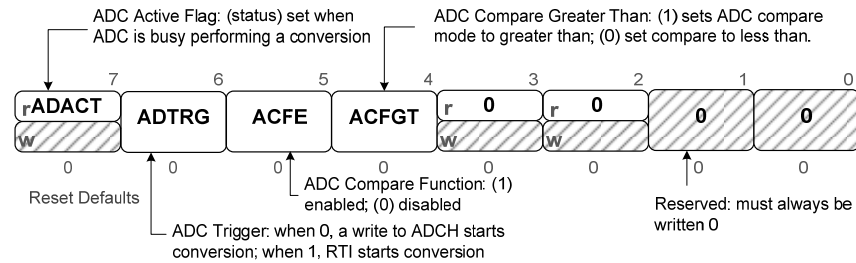 ADC Active Flag: (status) set when
ADC is busy performing a conversion
ADC Compare Greater Than: (1) sets ADC compare
mode to greater than; (0) set compare to less than.
7 6 5 4 3 2 1 0
rADACT ADTRG ACFE ACFGT r 0 r 0 0 0
w w w
0 0 0 0 0 0 0 0
Reset Defaults
ADC Compare Function: (1)
enabled; (0) disabled
Reserved: must always be
written 0
ADC Trigger: when 0, a write to ADCH starts
conversion; when 1, RTI starts conversion